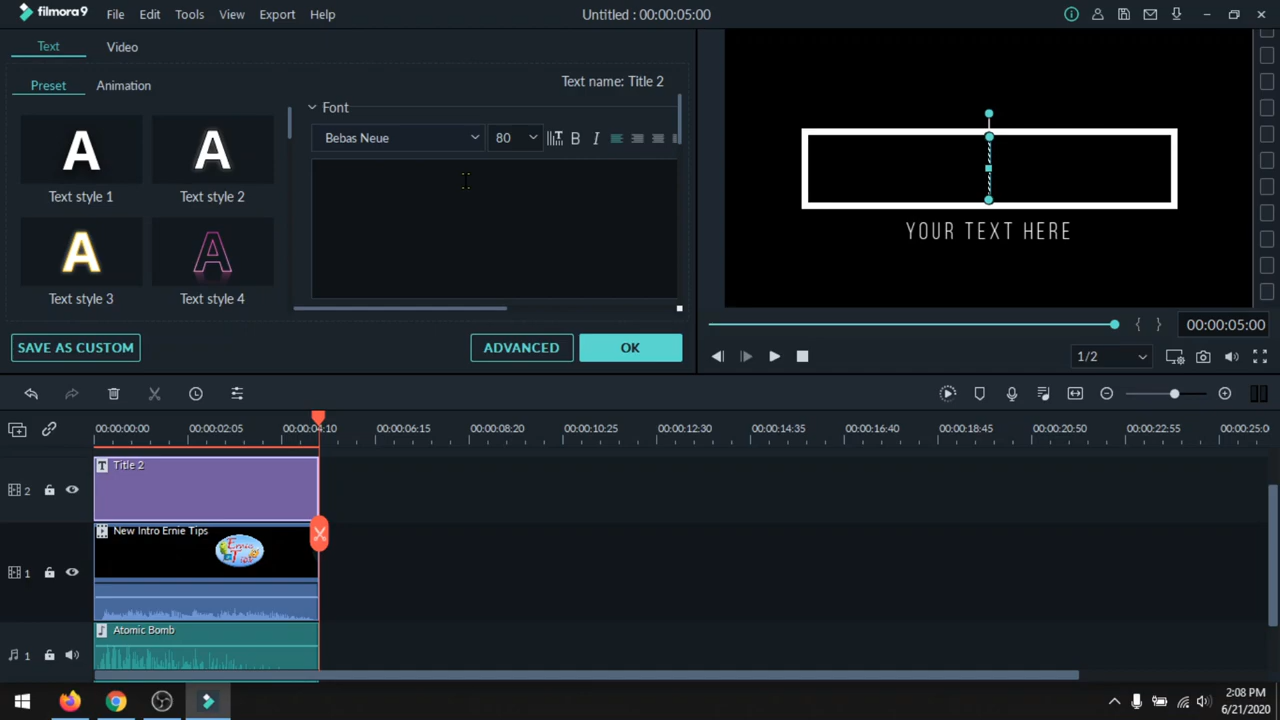 filmora9 File Edit Tools View Export Help Untitled : 00:00:05:00
Text Video
Preset Animation Text name: Title 2
Font
Bebas Neue 80 B I
A A
Text style 1 Text style 2
A A
Text style 3 Text style 4
SAVE AS CUSTOM ADVANCED OK
YOUR TEXT HERE
{ } 00:00:05:00
1/2
00:00:00:00 00:00:02:05 00:00:04:10 00:00:06:15 00:00:08:20 00:00:10:25 00:00:12:30 00:00:14:35 00:00:16:40 00:00:18:45 00:00:20:50 00:00:22:55 00:00:25:0
2 T Title 2
1 New Intro Ernie Tips
Ernie
Tips
1 Atomic Bomb
2:08 PM
6/21/2020